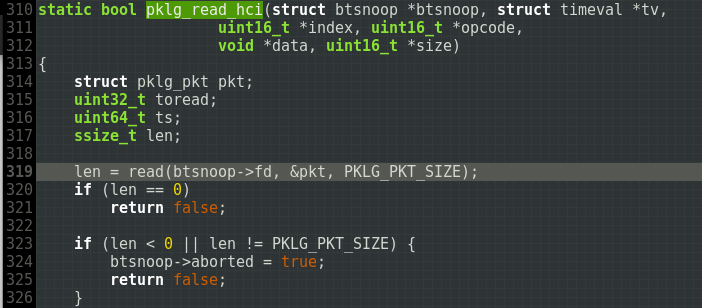 310 static bool pklg_read_hci(struct btsnoop *btsnoop, struct timeval *tv,
311                     uint16_t *index, uint16_t *opcode,
312                     void *data, uint16_t *size)
313 {
314     struct pklg_pkt pkt;
315     uint32_t toread;
316     uint64_t ts;
317     ssize_t len;
318
319     len = read(btsnoop->fd, &pkt, PKLG_PKT_SIZE);
320     if (len == 0)
321         return false;
322
323     if (len < 0 || len != PKLG_PKT_SIZE) {
324         btsnoop->aborted = true;
325         return false;
326     }